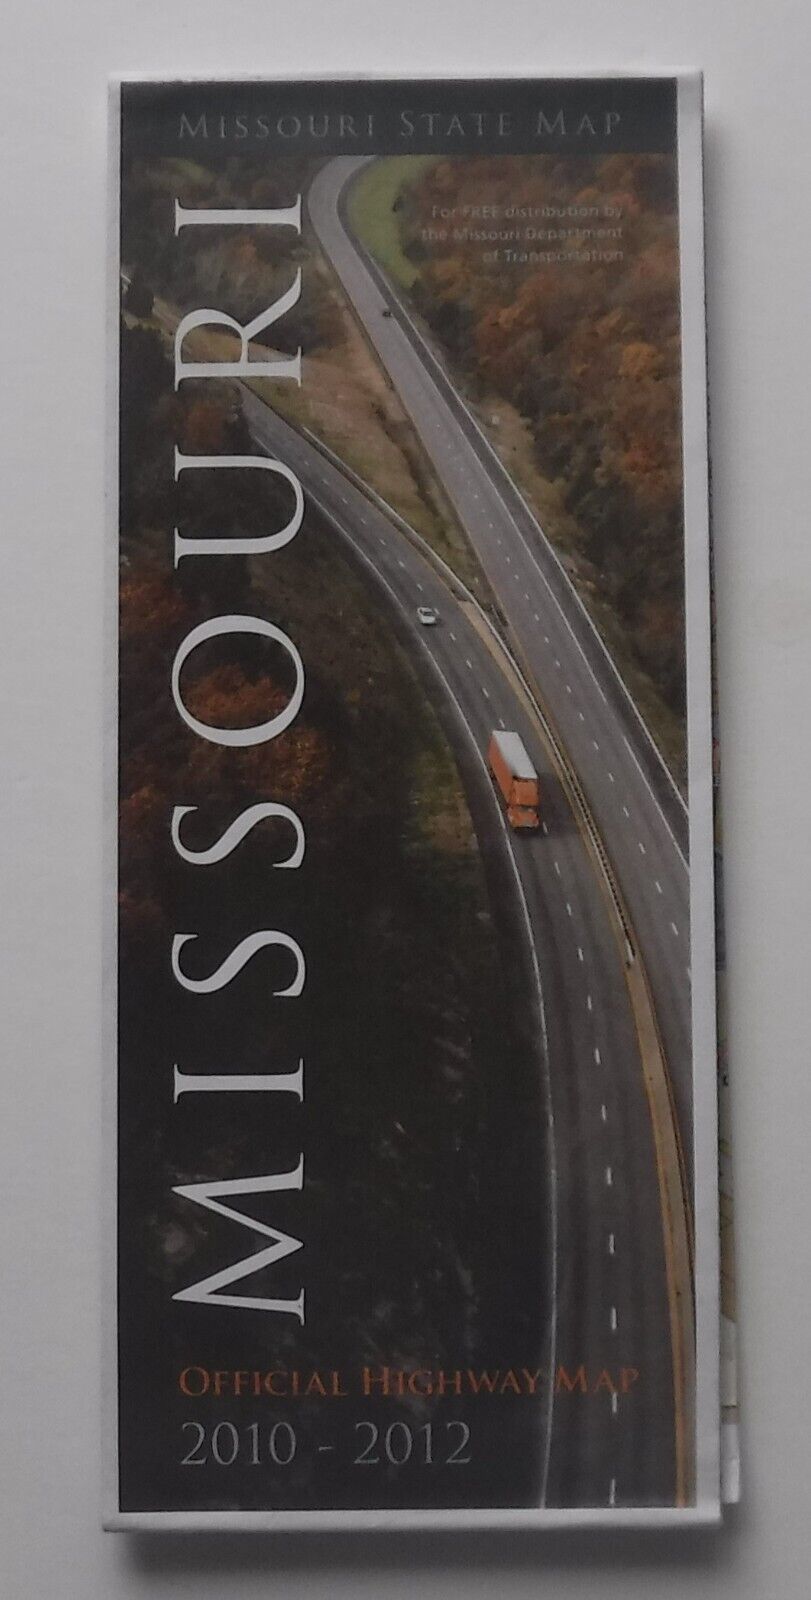 MISSOURI STATE MAP
For FREE distribution by
the Missouri Department
of Transportation
MISSOURI
OFFICIAL HIGHWAY MAP
2010 - 2012